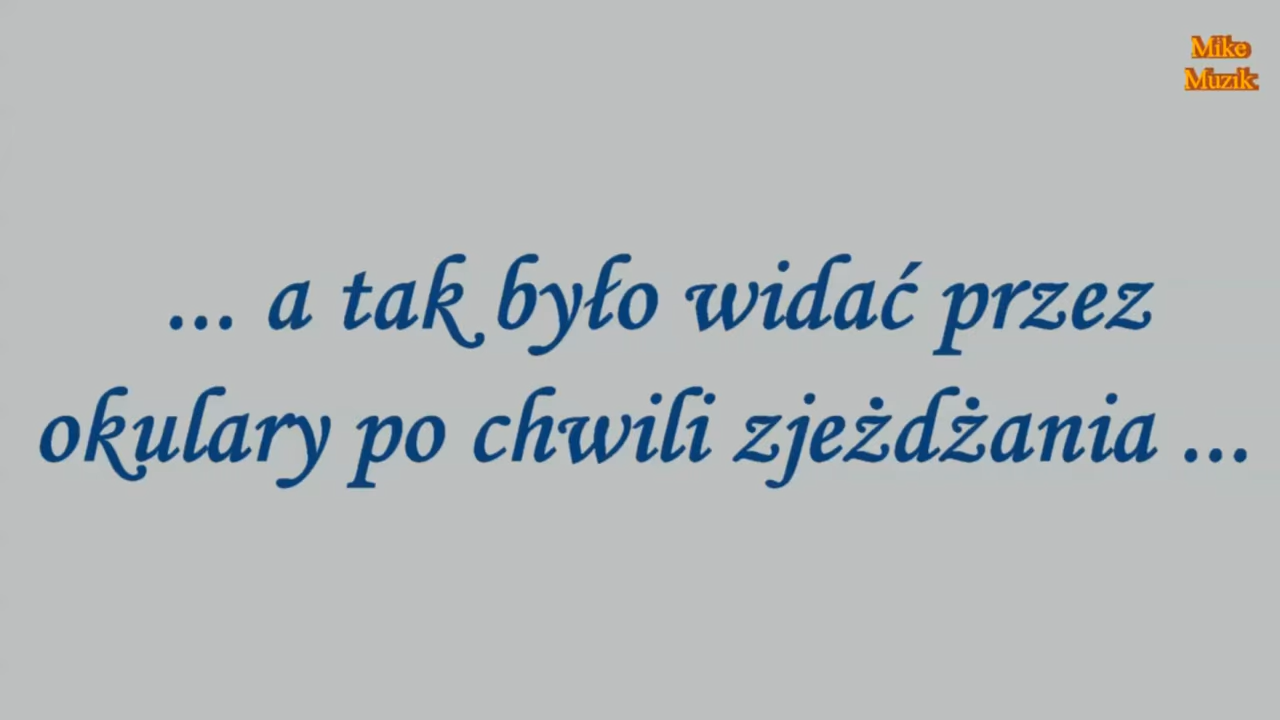 Mike
Muzik
... a tak było widać przez
okulary po chwili zjeżdżania ...